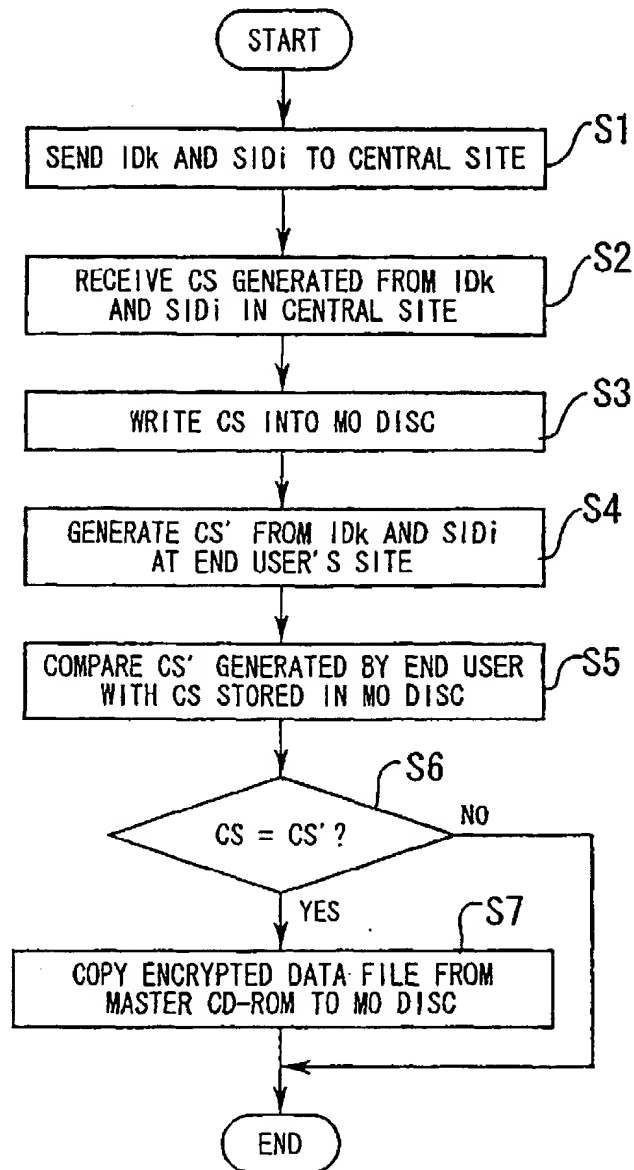 START
S1
SEND IDk AND SIDi TO CENTRAL SITE
S2
RECEIVE CS GENERATED FROM IDk
AND SIDi IN CENTRAL SITE
S3
WRITE CS INTO MO DISC
S4
GENERATE CS' FROM IDk AND SIDi
AT END USER'S SITE
S5
COMPARE CS' GENERATED BY END USER
WITH CS STORED IN MO DISC
S6
CS = CS'?
NO
YES
S7
COPY ENCRYPTED DATA FILE FROM
MASTER CD-ROM TO MO DISC
END